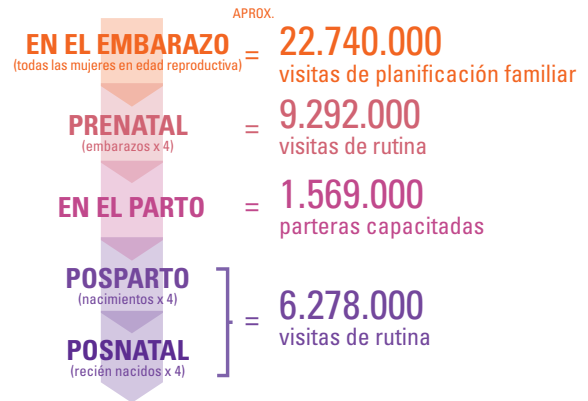 APROX.
EN EL EMBARAZO
(todas las mujeres en edad reproductiva)
=
22.740.000
visitas de planificación familiar
PRENATAL
(embarazos x 4)
=
9.292.000
visitas de rutina
EN EL PARTO
=
1.569.000
parteras capacitadas
POSPARTO
(nacimientos x 4)
POSNATAL
(recién nacidos x 4)
=
6.278.000
visitas de rutina